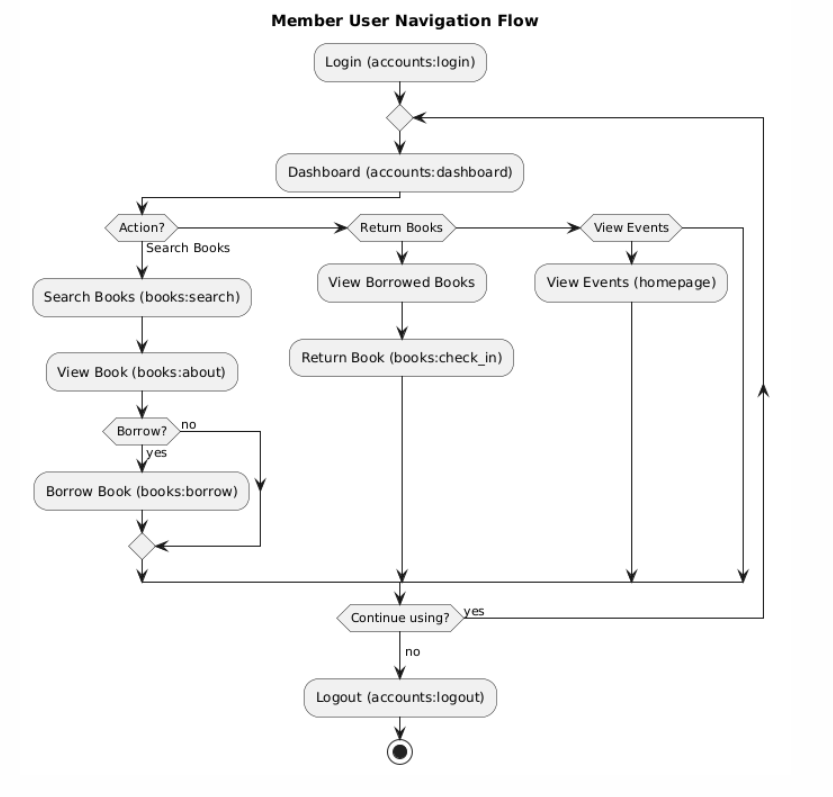 Member User Navigation Flow
Login (accounts:login)
Dashboard (accounts:dashboard)
Action?
Return Books
View Events
Search Books
Search Books (books:search)
View Borrowed Books
View Events (homepage)
View Book (books:about)
Return Book (books:check_in)
Borrow?
no
yes
Borrow Book (books:borrow)
Continue using?
yes
no
Logout (accounts:logout)